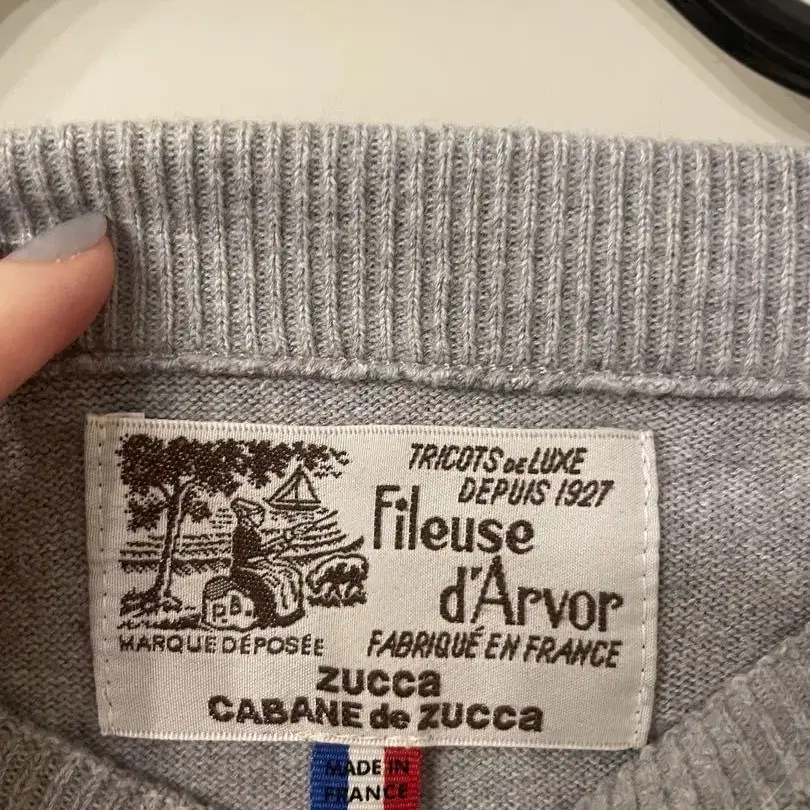 TRICOTS de LUXE
DEPUIS 1927
Fileuse
d'Arvor
MARQUE DÉPOSÉE
FABRIQUÉ EN FRANCE
zucca
CABANE de zucca
MADE IN
FRANCE